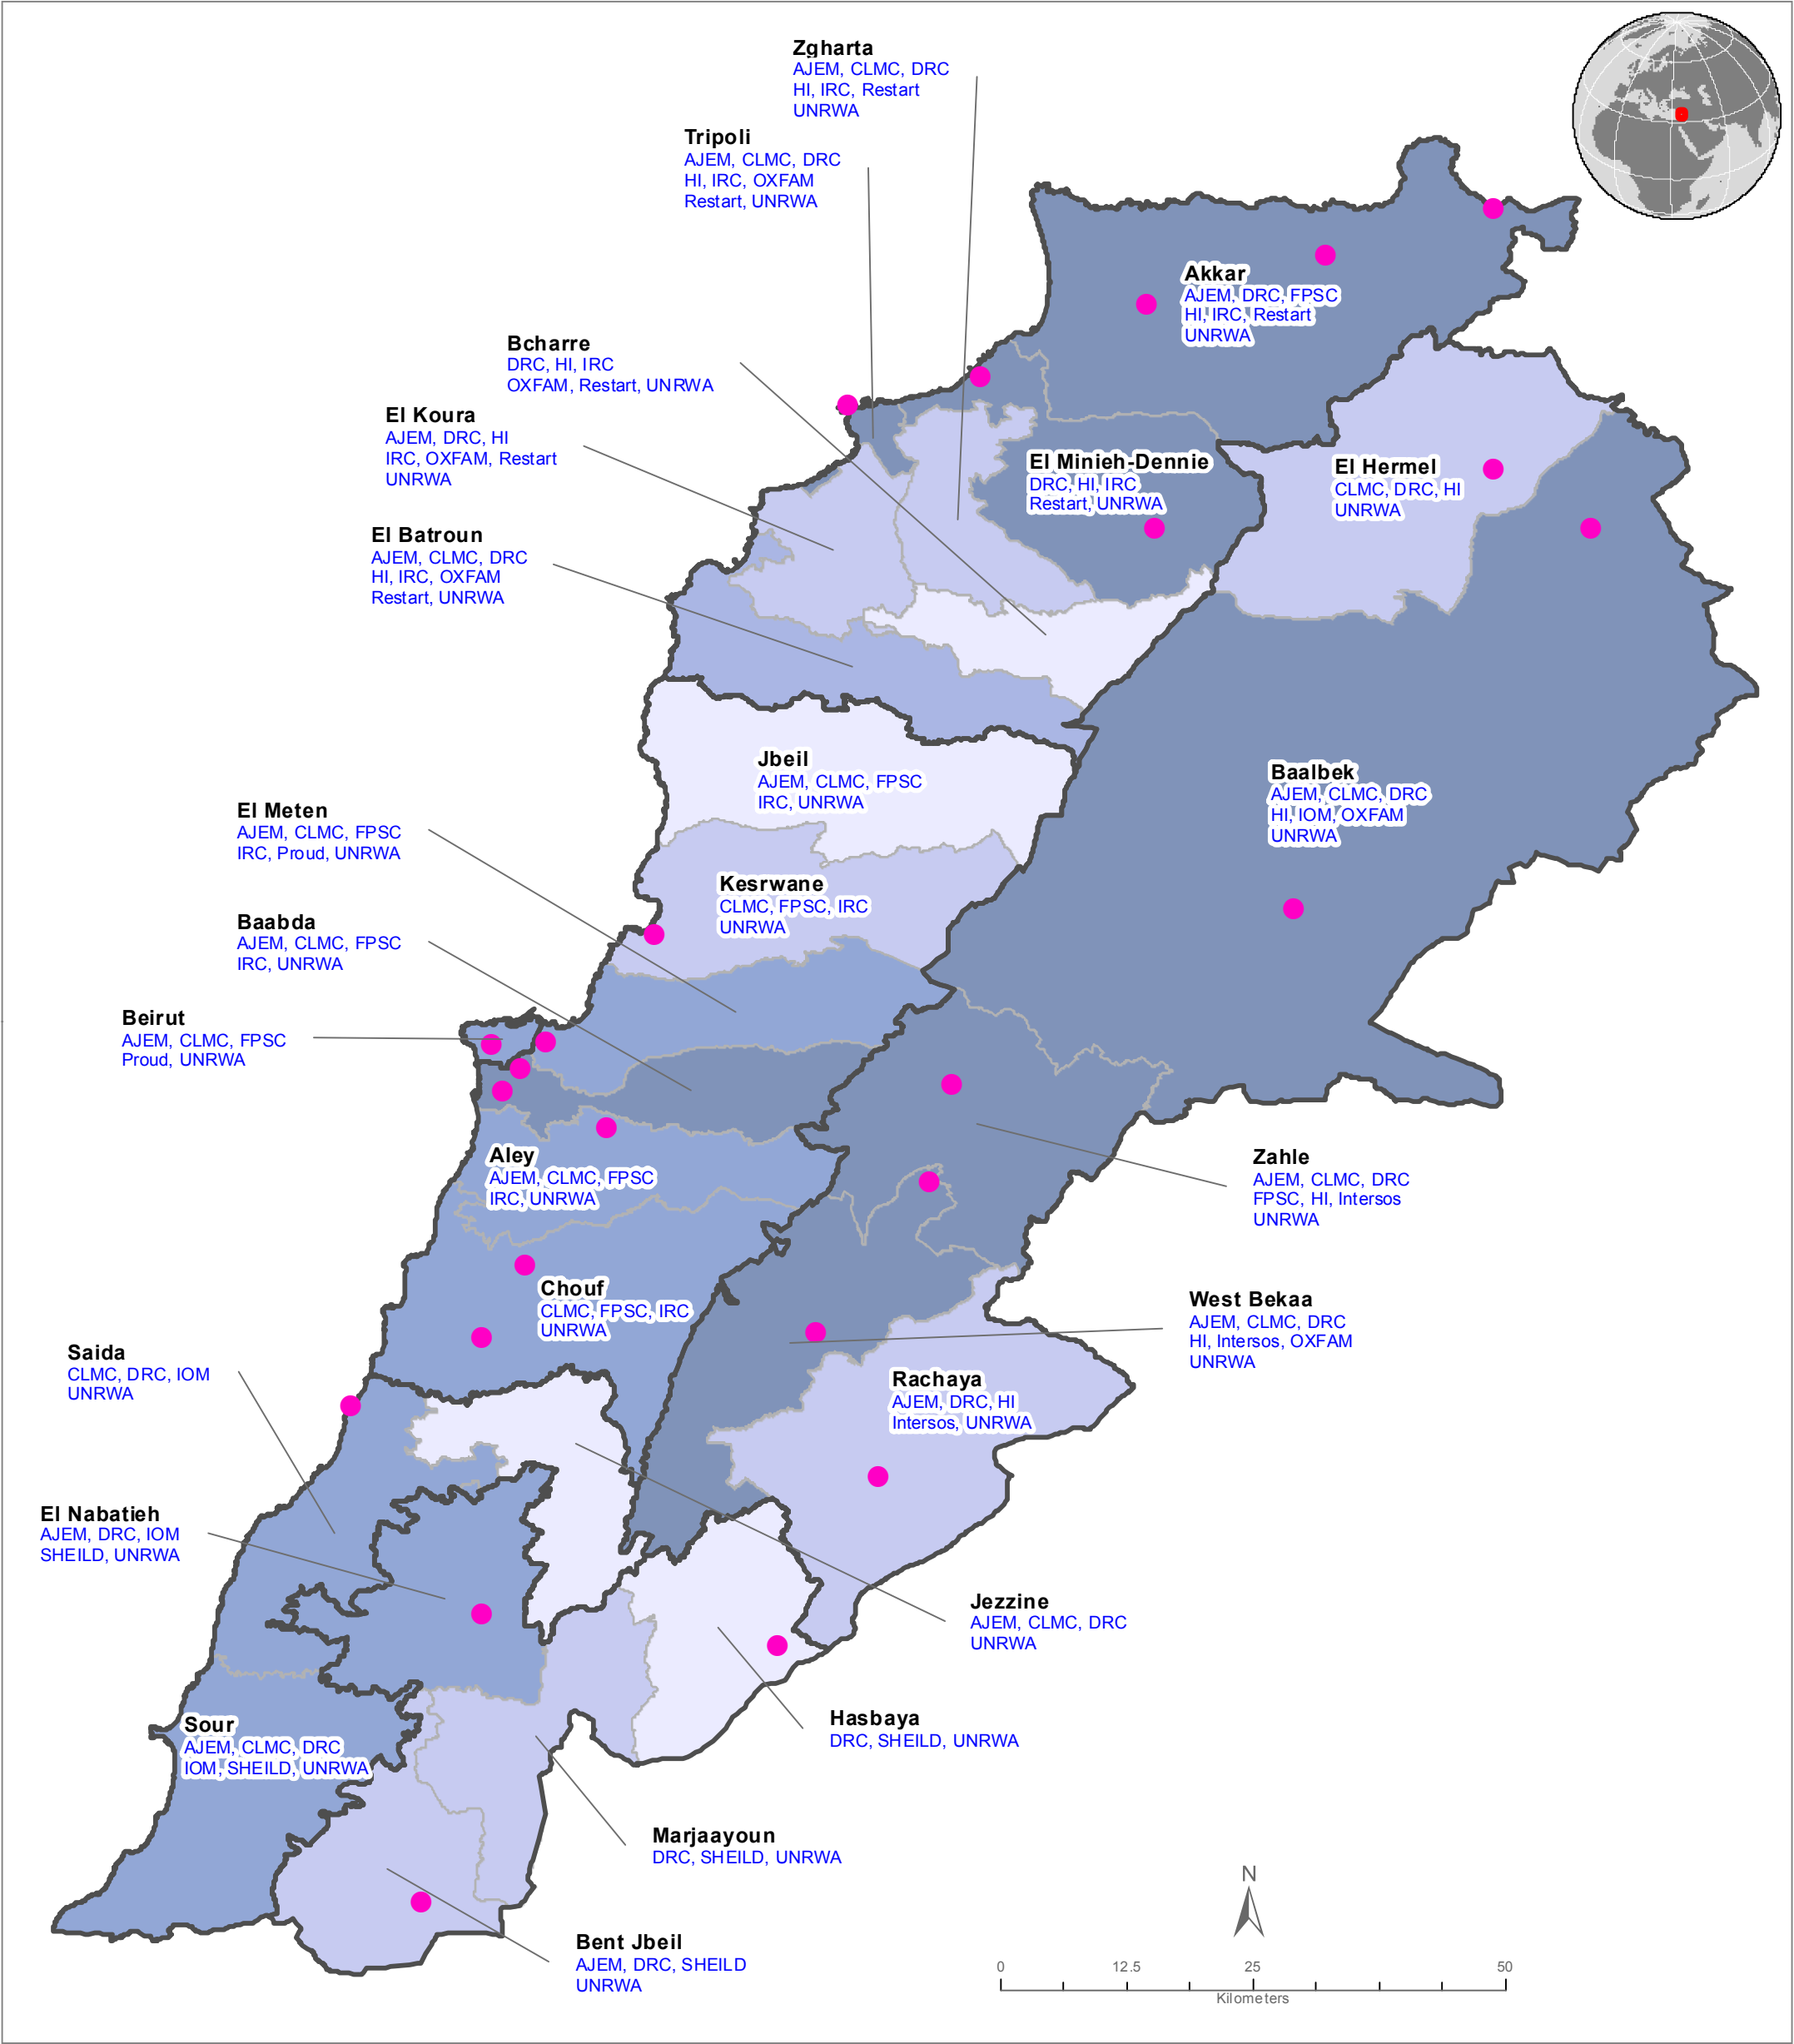 Zgharta
AJEM, CLMC, DRC
HI, IRC, Restart
UNRWA
Tripoli
AJEM, CLMC, DRC
HI, IRC, OXFAM
Restart, UNRWA
Akkar
AJEM, DRC, FPSC
HI, IRC, Restart
UNRWA
Bcharre
DRC, HI, IRC
OXFAM, Restart, UNRWA
El Koura
AJEM, DRC, HI
IRC, OXFAM, Restart
UNRWA
El Minieh-Dennie
DRC, HI, IRC
Restart, UNRWA
El Hermel
CLMC, DRC, HI
UNRWA
El Batroun
AJEM, CLMC, DRC
HI, IRC, OXFAM
Restart, UNRWA
Jbeil
AJEM, CLMC, FPSC
IRC, UNRWA
Baalbek
AJEM, CLMC, DRC
HI, IOM, OXFAM
UNRWA
El Meten
AJEM, CLMC, FPSC
IRC, Proud, UNRWA
Kesrwane
CLMC, FPSC, IRC
UNRWA
Baabda
AJEM, CLMC, FPSC
IRC, UNRWA
Beirut
AJEM, CLMC, FPSC
Proud, UNRWA
Aley
AJEM, CLMC, FPSC
IRC, UNRWA
Zahle
AJEM, CLMC, DRC
FPSC, HI, Intersos
UNRWA
Chouf
CLMC, FPSC, IRC
UNRWA
West Bekaa
AJEM, CLMC, DRC
HI, Intersos, OXFAM
UNRWA
Saida
CLMC, DRC, IOM
UNRWA
Rachaya
AJEM, DRC, HI
Intersos, UNRWA
El Nabatieh
AJEM, DRC, IOM
SHEILD, UNRWA
Jezzine
AJEM, CLMC, DRC
UNRWA
Hasbaya
DRC, SHEILD, UNRWA
Sour
AJEM, CLMC, DRC
IOM, SHEILD, UNRWA
Marjaayoun
DRC, SHEILD, UNRWA
Bent Jbeil
AJEM, DRC, SHEILD
UNRWA
N
0 12.5 25 50
Kilometers